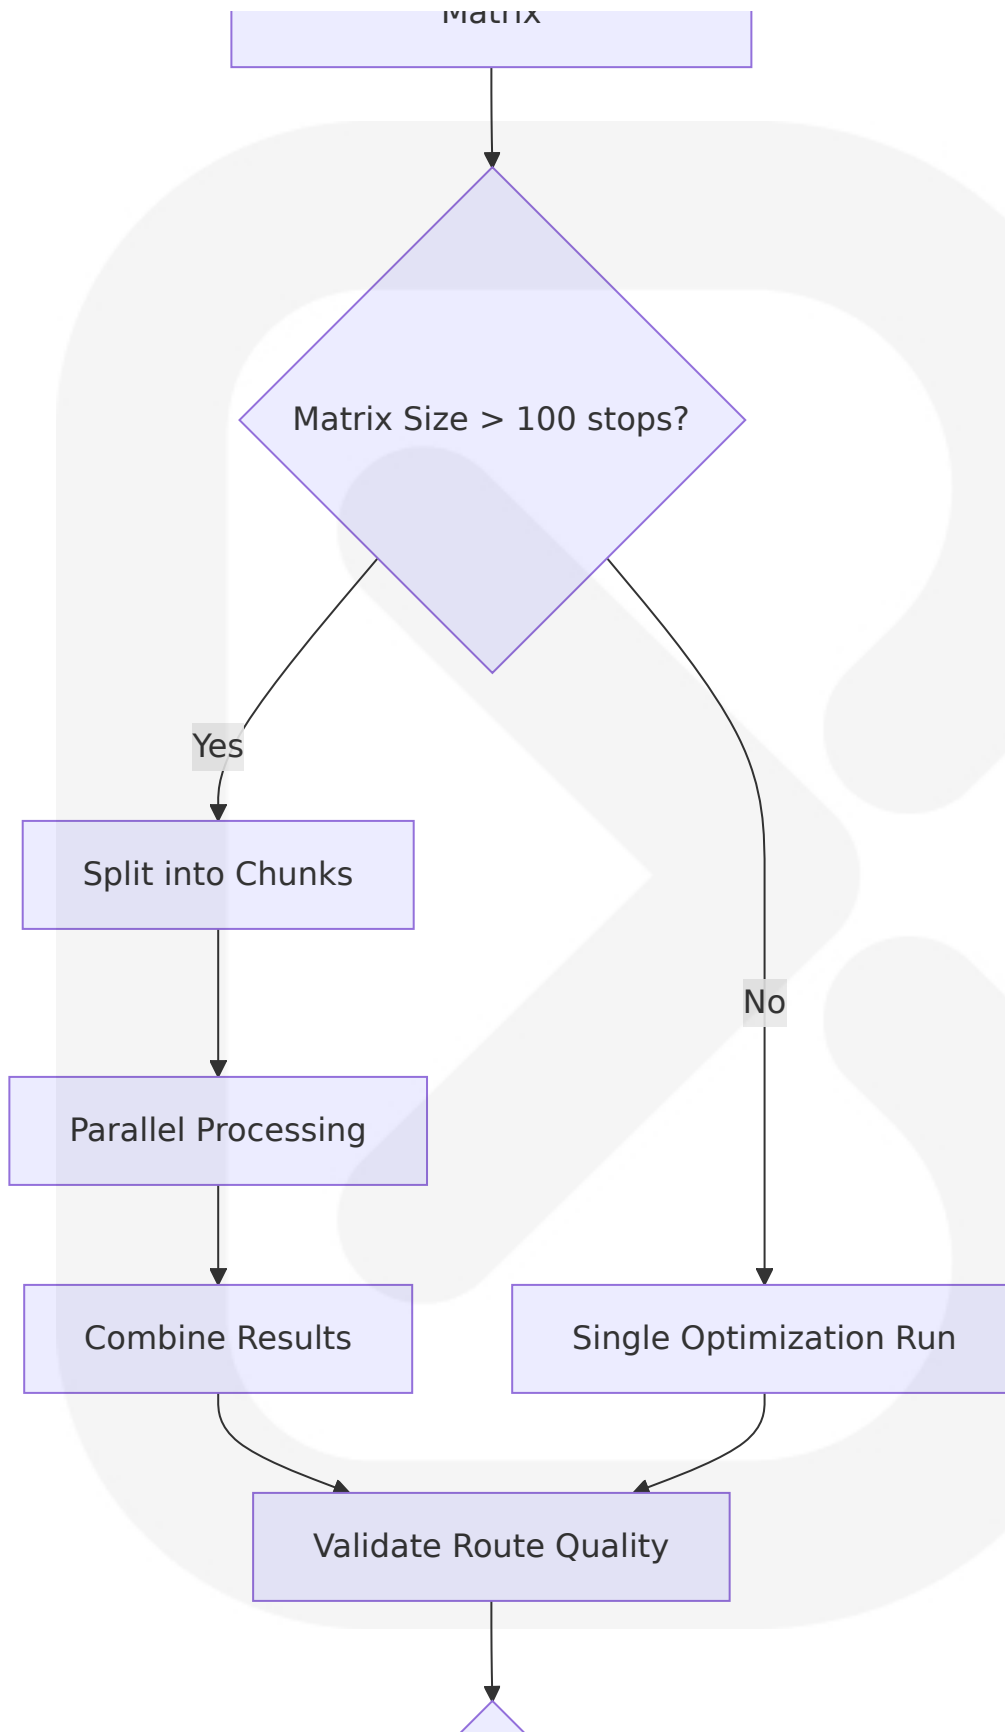 Matrix
Matrix Size > 100 stops?
Yes
Split into Chunks
No
Parallel Processing
Combine Results
Single Optimization Run
Validate Route Quality